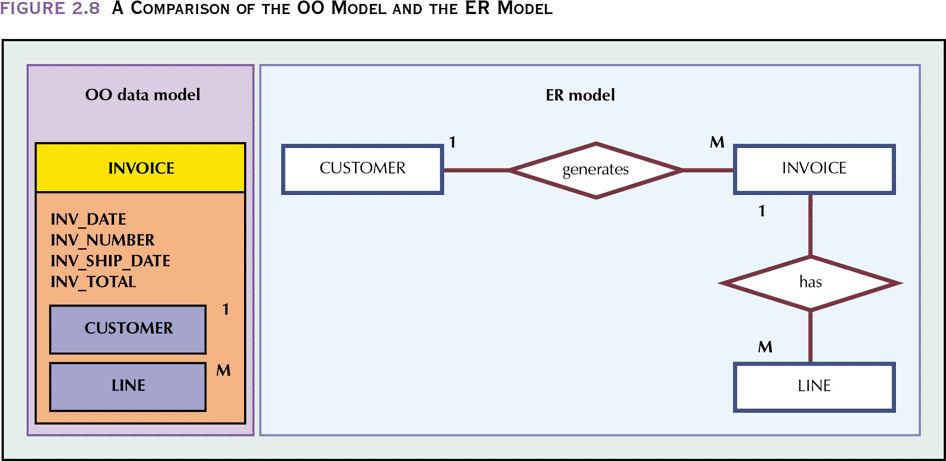 FIGURE 2.8 A COMPARISON OF THE OO MODEL AND THE ER MODEL
OO data model
INVOICE
INV_DATE
INV_NUMBER
INV_SHIP_DATE
INV_TOTAL
1
CUSTOMER
M
LINE
ER model
CUSTOMER
1
generates
M
INVOICE
1
has
M
LINE